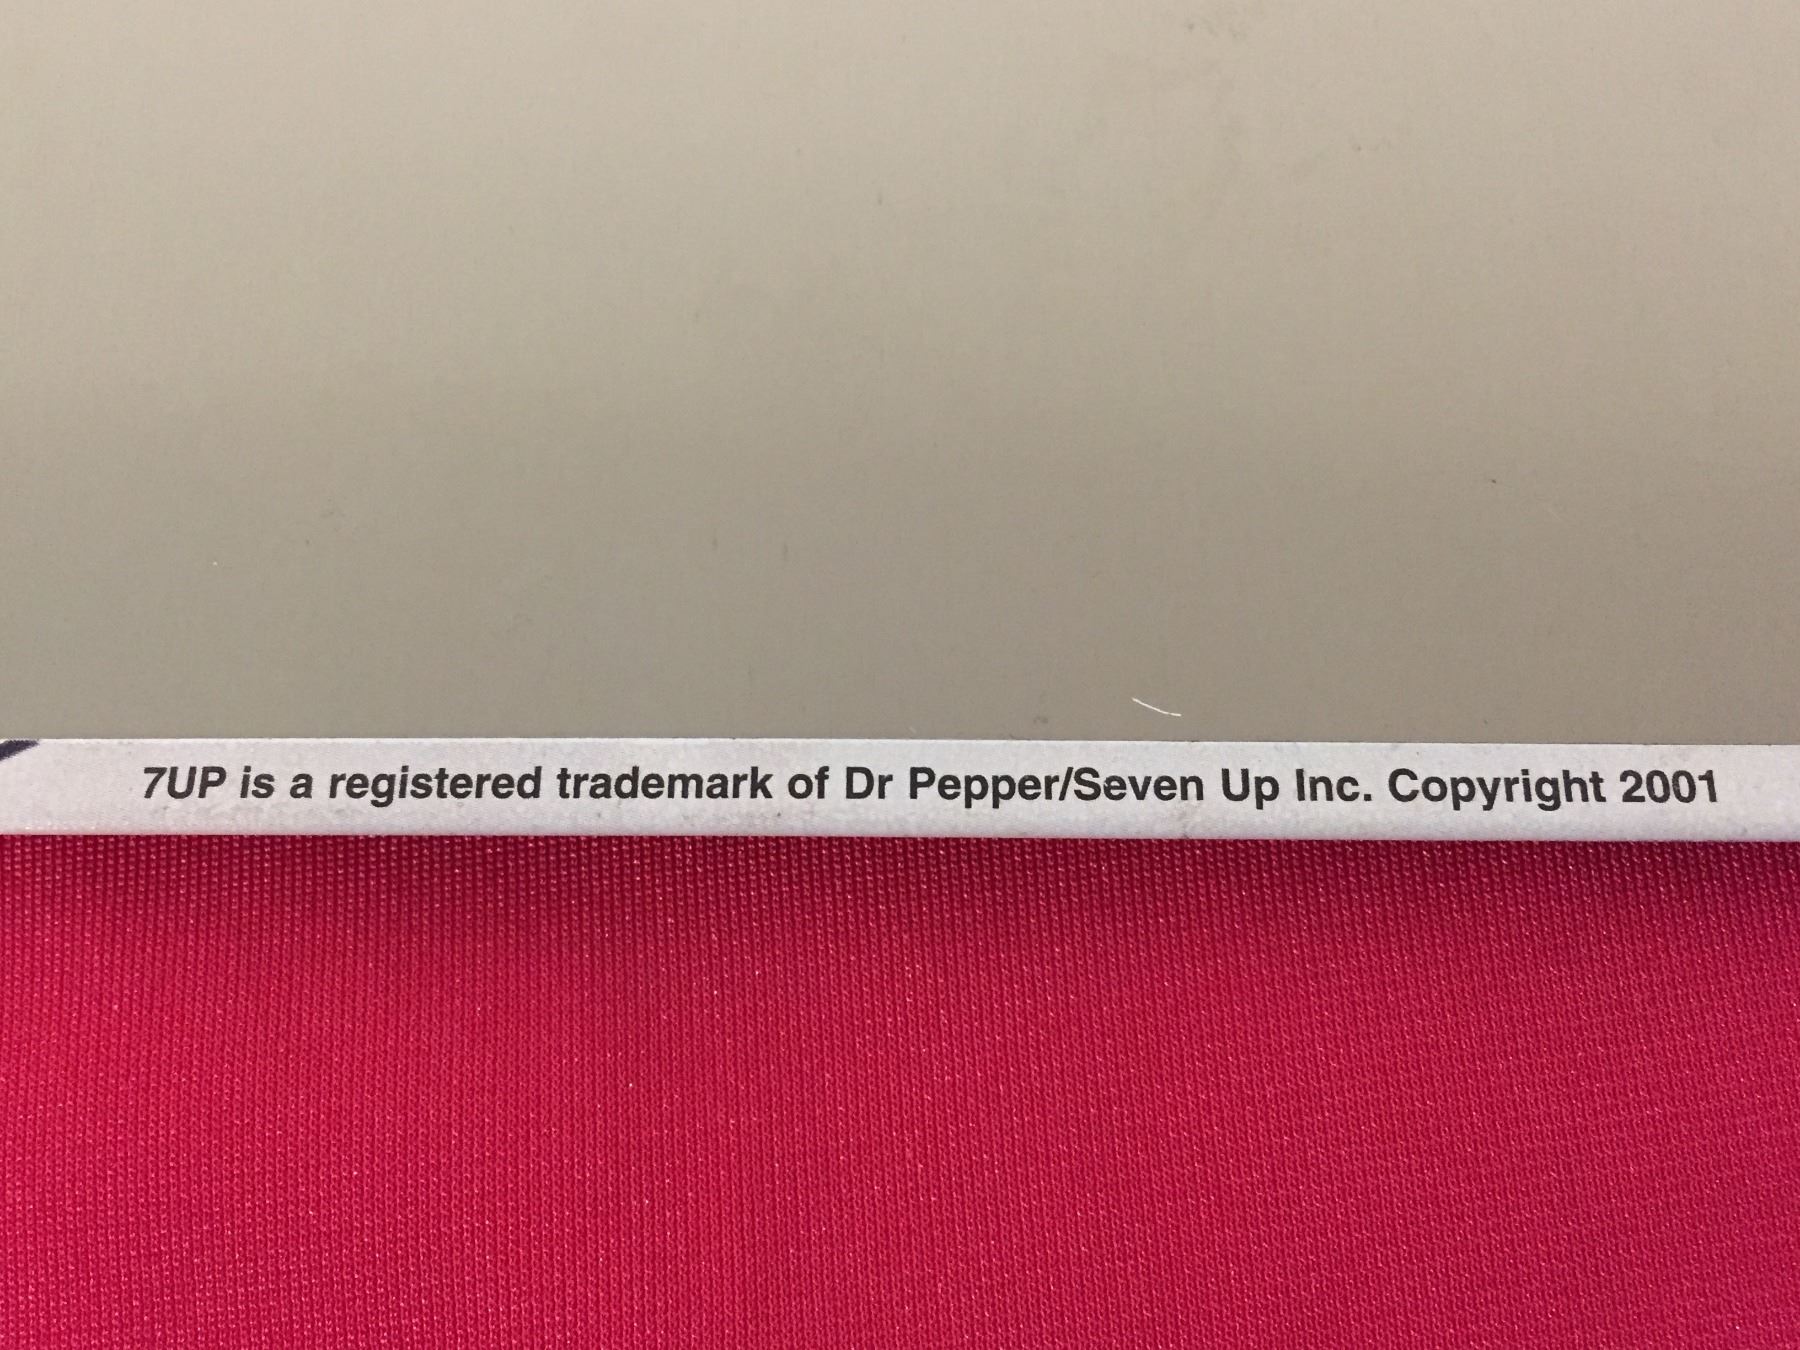 7UP is a registered trademark of Dr Pepper/Seven Up Inc. Copyright 2001